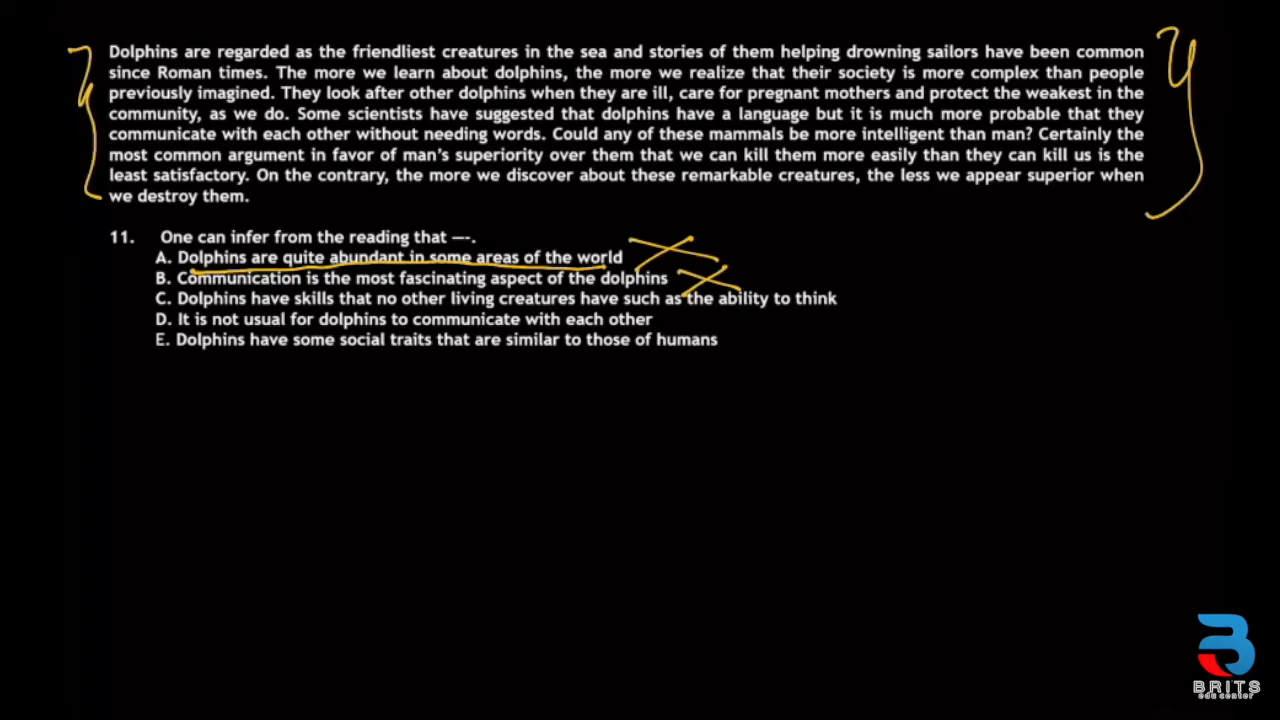 Dolphins are regarded as the friendliest creatures in the sea and stories of them helping drowning sailors have been common
since Roman times. The more we learn about dolphins, the more we realize that their society is more complex than people
previously imagined. They look after other dolphins when they are ill, care for pregnant mothers and protect the weakest in the
community, as we do. Some scientists have suggested that dolphins have a language but it is much more probable that they
communicate with each other without needing words. Could any of these mammals be more intelligent than man? Certainly the
most common argument in favor of man's superiority over them that we can kill them more easily than they can kill us is the
least satisfactory. On the contrary, the more we discover about these remarkable creatures, the less we appear superior when
we destroy them.
11. One can infer from the reading that —-.
A. Dolphins are quite abundant in some areas of the world
B. Communication is the most fascinating aspect of the dolphins
C. Dolphins have skills that no other living creatures have such as the ability to think
D. It is not usual for dolphins to communicate with each other
E. Dolphins have some social traits that are similar to those of humans
BRITS
edu center